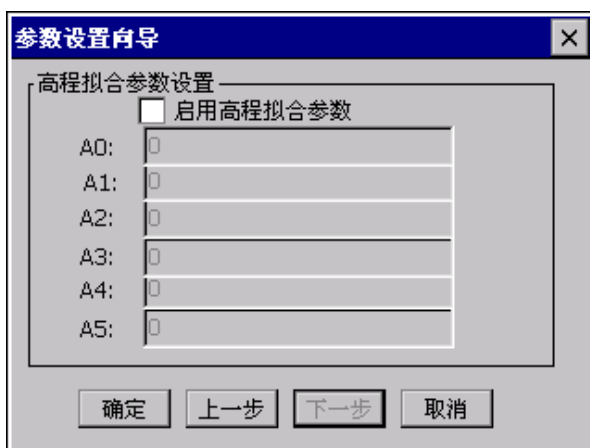 参数设置向导
高程拟合参数设置
启用高程拟合参数
A0: 0
A1: 0
A2: 0
A3: 0
A4: 0
A5: 0
确定 上一步 下一步 取消